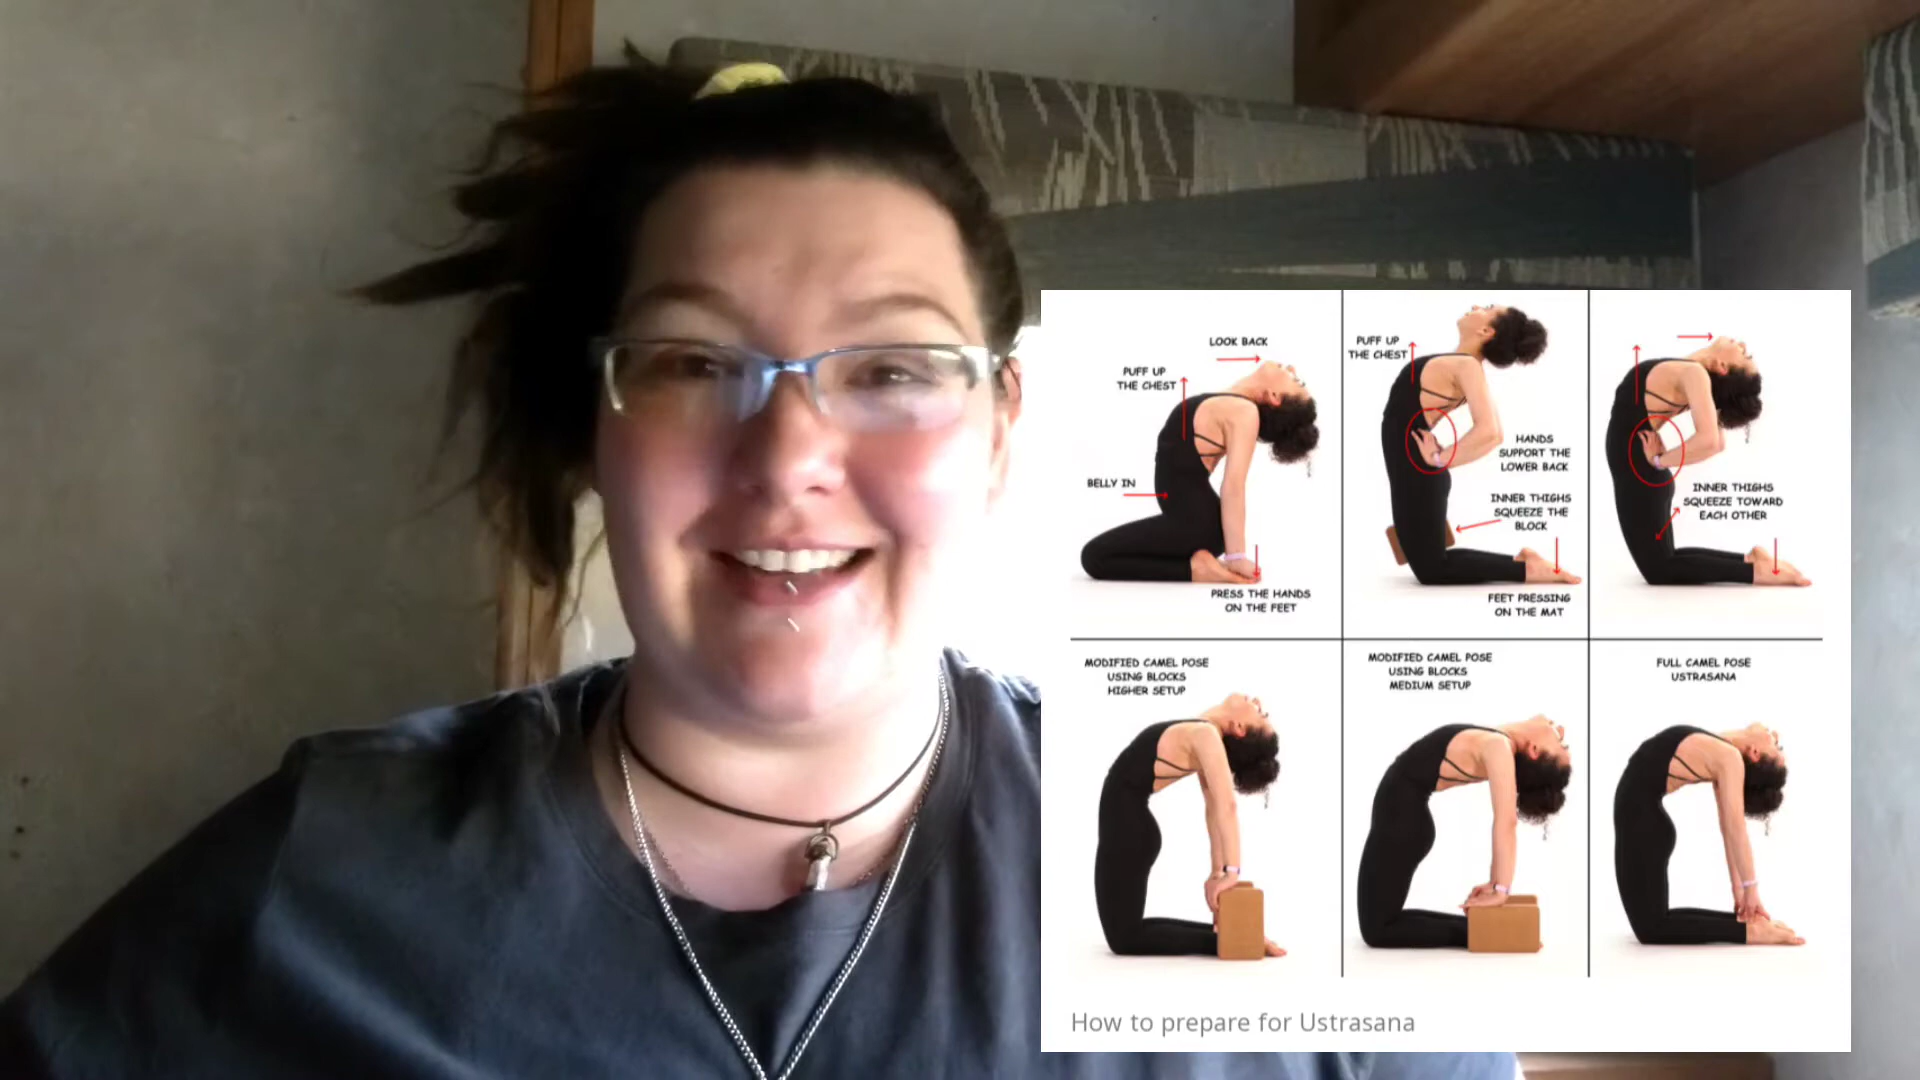 LOOK BACK
PUFF UP
THE CHEST
BELLY IN
PRESS THE HANDS
ON THE FEET
PUFF UP
THE CHEST
HANDS
SUPPORT THE
LOWER BACK
INNER THIGHS
SQUEEZE THE
BLOCK
FEET PRESSING
ON THE MAT
INNER THIGHS
SQUEEZE TOWARD
EACH OTHER
MODIFIED CAMEL POSE
USING BLOCKS
HIGHER SETUP
MODIFIED CAMEL POSE
USING BLOCKS
MEDIUM SETUP
FULL CAMEL POSE
USTRASANA
How to prepare for Ustrasana